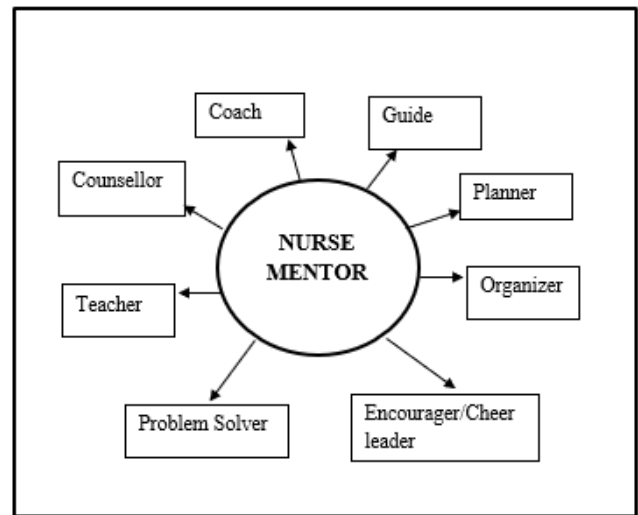 Coach
Guide
Counsellor
Planner
NURSE
MENTOR
Teacher
Organizer
Problem Solver
Encourager/Cheer
leader